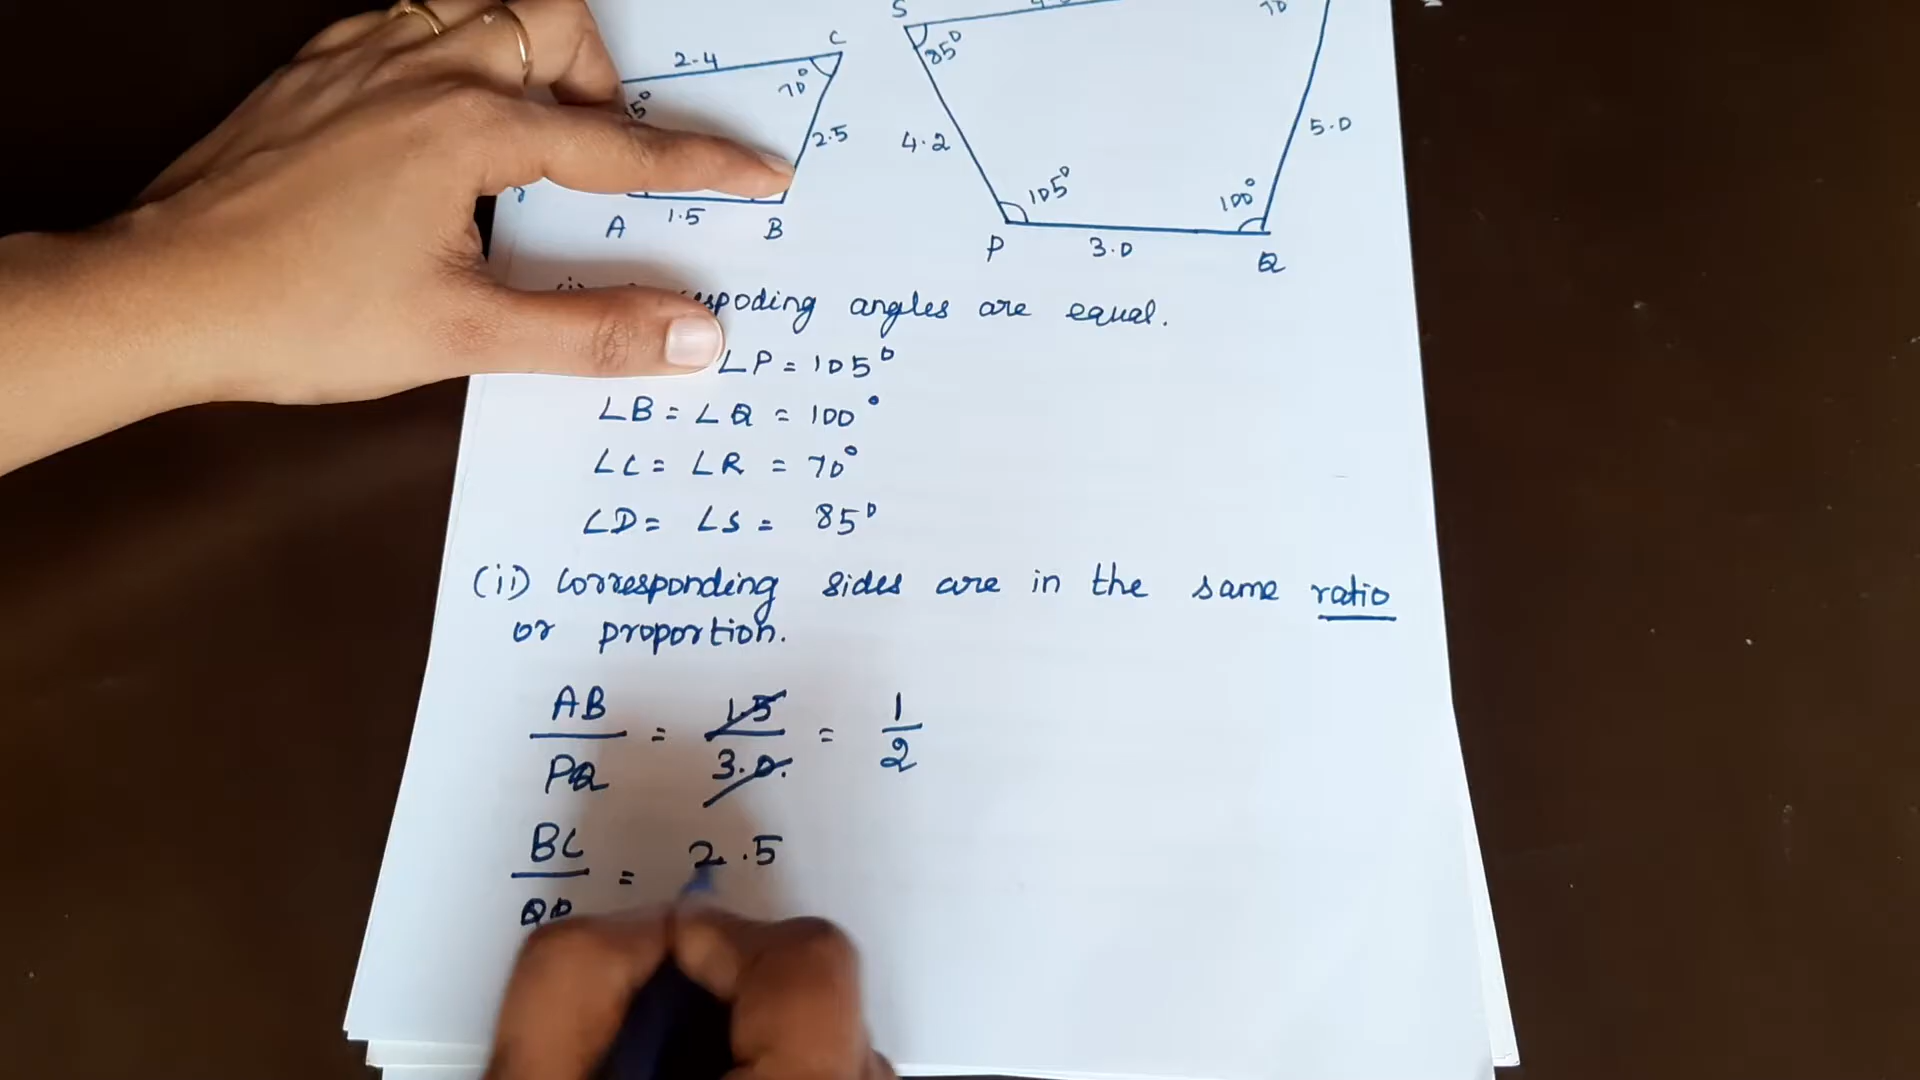 S
70
C
2.4
85°
70°
2.5
4.2
5.0
105°
100°
1.5
A
B
P
3.0
Q
angles are equal.
∠P = 105°
∠B = ∠Q = 100°
∠C = ∠R = 70°
∠D = ∠S = 85°
(ii) Corresponding sides are in the same ratio
or proportion.
AB/PQ = 1.5/3.0 = 1/2
BC = 2.5